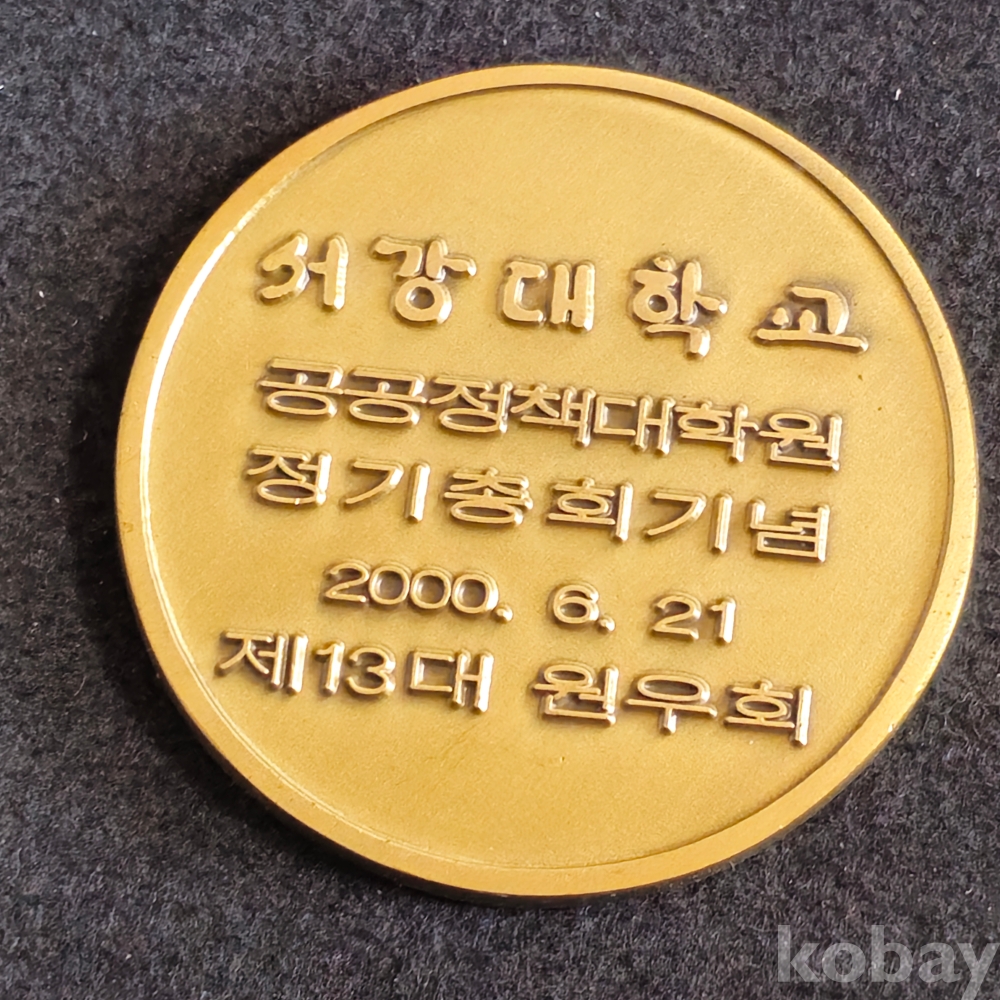 서강대학교
공공정책대학원
정기총회기념
2000. 6. 21
제13대 원우회
kobay